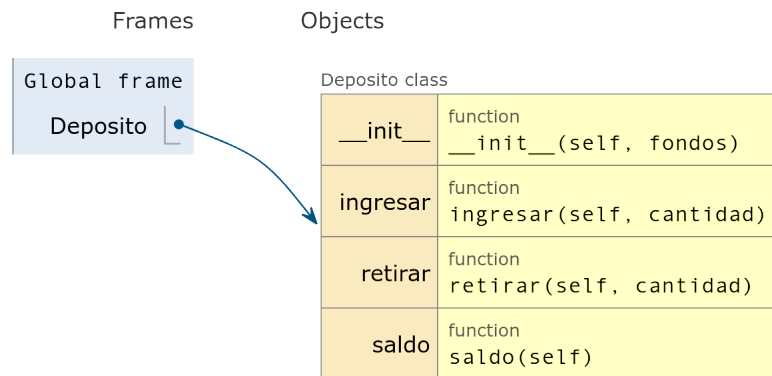 Frames
Objects
Global frame
Deposito
Deposito class
__init__
function
__init__(self, fondos)
ingresar
function
ingresar(self, cantidad)
retirar
function
retirar(self, cantidad)
saldo
function
saldo(self)